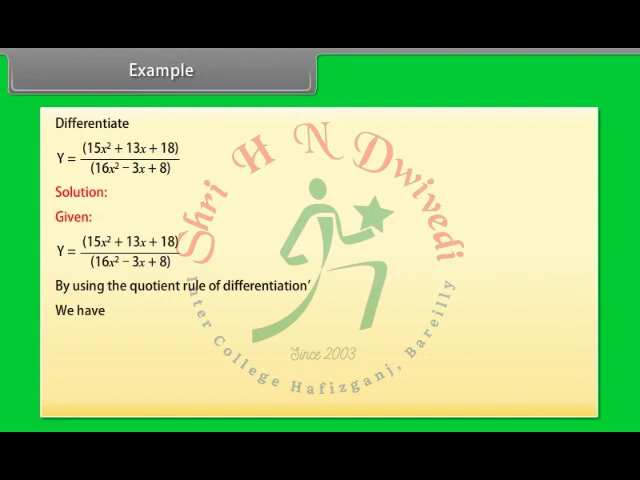 Example
Differentiate
Y = (15x² + 13x + 18) / (16x² − 3x + 8)
Solution:
Given:
Y = (15x² + 13x + 18) / (16x² − 3x + 8)
By using the quotient rule of differentiation’
We have
Shri H N Dwivedi
Since 2003
Inter College Hafizganj, Bareilly